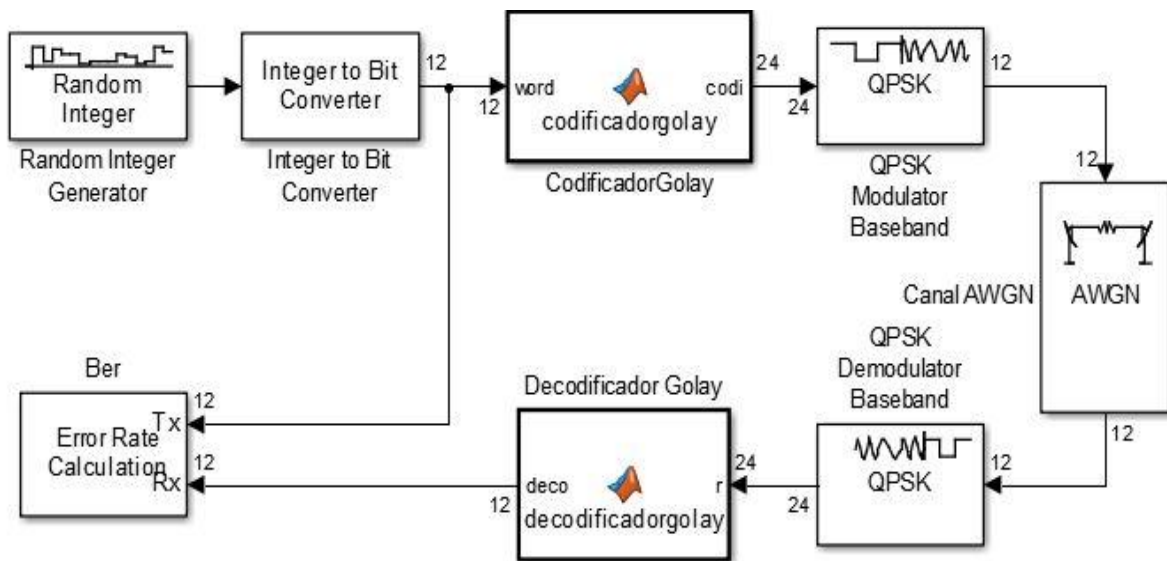 Random
Integer
Random Integer
Generator
Integer to Bit
Converter
12
Integer to Bit
Converter
12
word
codi
codificadorgolay
24
CodificadorGolay
24
QPSK
12
QPSK
Modulator
Baseband
12
Canal AWGN
AWGN
12
QPSK
Demodulator
Baseband
12
QPSK
24
Decodificador Golay
24
deco
r
decodificadorgolay
12
Ber
12
Tx
Error Rate
Calculation
12
Rx